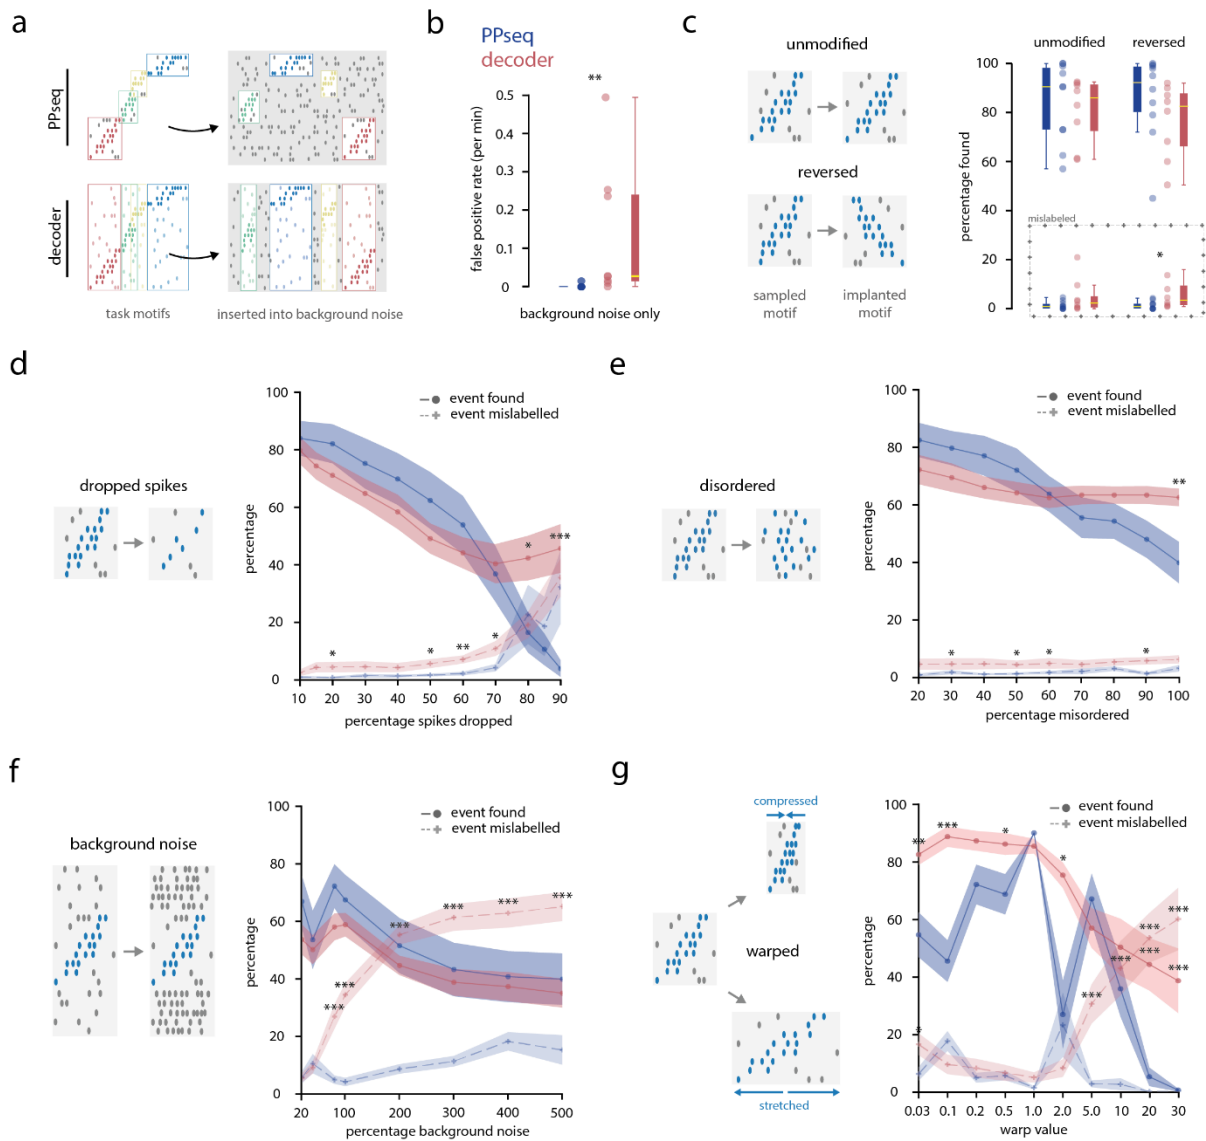 a
PPseq
decoder
task motifs
inserted into background noise
b
PPseq
decoder
**
0.5
0.4
0.3
0.2
0.1
0
false positive rate (per min)
background noise only
c
unmodified
reversed
sampled
motif
implanted
motif
unmodified
reversed
100
80
60
40
20
0
percentage found
mislabeled
*
d
dropped spikes
100
80
60
40
20
0
percentage
event found
event mislabelled
*
*
**
*
*
***
10
20
30
40
50
60
70
80
90
percentage spikes dropped
e
disordered
100
80
60
40
20
0
percentage
event found
event mislabelled
**
*
*
*
*
20
30
40
50
60
70
80
90
100
percentage misordered
f
background noise
100
80
60
40
20
0
percentage
event found
event mislabelled
***
***
***
***
***
***
20
100
200
300
400
500
percentage background noise
g
compressed
warped
stretched
100
80
60
40
20
0
percentage
event found
event mislabelled
**
***
*
*
*
***
***
***
***
***
***
0.03
0.1
0.2
0.5
1.0
2.0
5.0
10
20
30
warp value